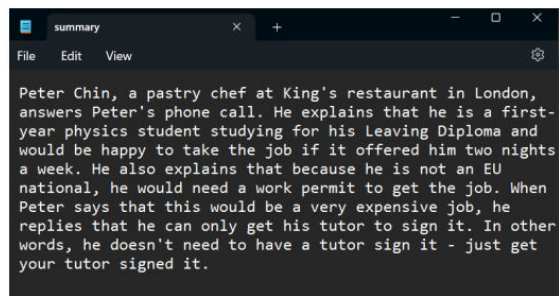 summary
File Edit View
Peter Chin, a pastry chef at King's restaurant in London,
answers Peter's phone call. He explains that he is a first-
year physics student studying for his Leaving Diploma and
would be happy to take the job if it offered him two nights
a week. He also explains that because he is not an EU
national, he would need a work permit to get the job. When
Peter says that this would be a very expensive job, he
replies that he can only get his tutor to sign it. In other
words, he doesn't need to have a tutor sign it - just get
your tutor signed it.